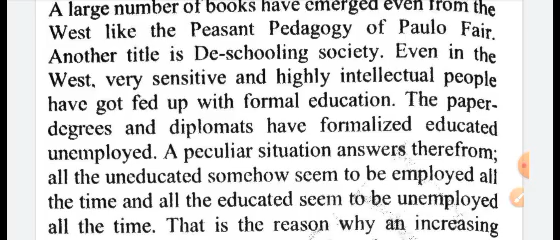 A large number of books have emerged even from the
West like the Peasant Pedagogy of Paulo Fair.
Another title is De-schooling society. Even in the
West, very sensitive and highly intellectual people
have got fed up with formal education. The paper-
degrees and diplomats have formalized educated
unemployed. A peculiar situation answers therefrom;
all the uneducated somehow seem to be employed all
the time and all the educated seem to be unemployed
all the time. That is the reason why an increasing